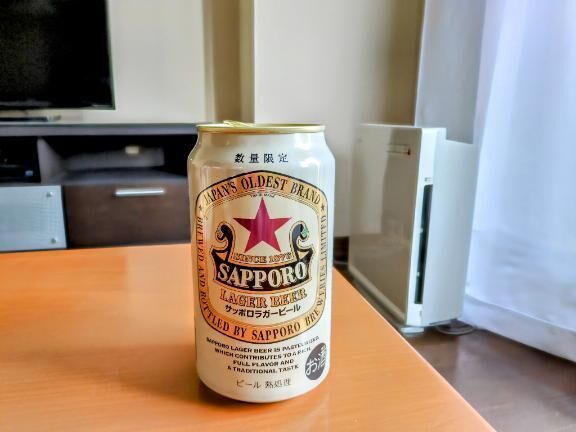 数量限定
JAPAN'S OLDEST BRAND
BREWED AND BOTTLED BY SAPPORO BREWERIES LIMITED
SINCE 1876
SAPPORO
LAGER BEER
サッポロラガービール
SAPPORO LAGER BEER IS PASTEURIZED,
WHICH CONTRIBUTES TO A RICH,
FULL FLAVOR AND
A TRADITIONAL TASTE.
お酒
ビール 熱処理